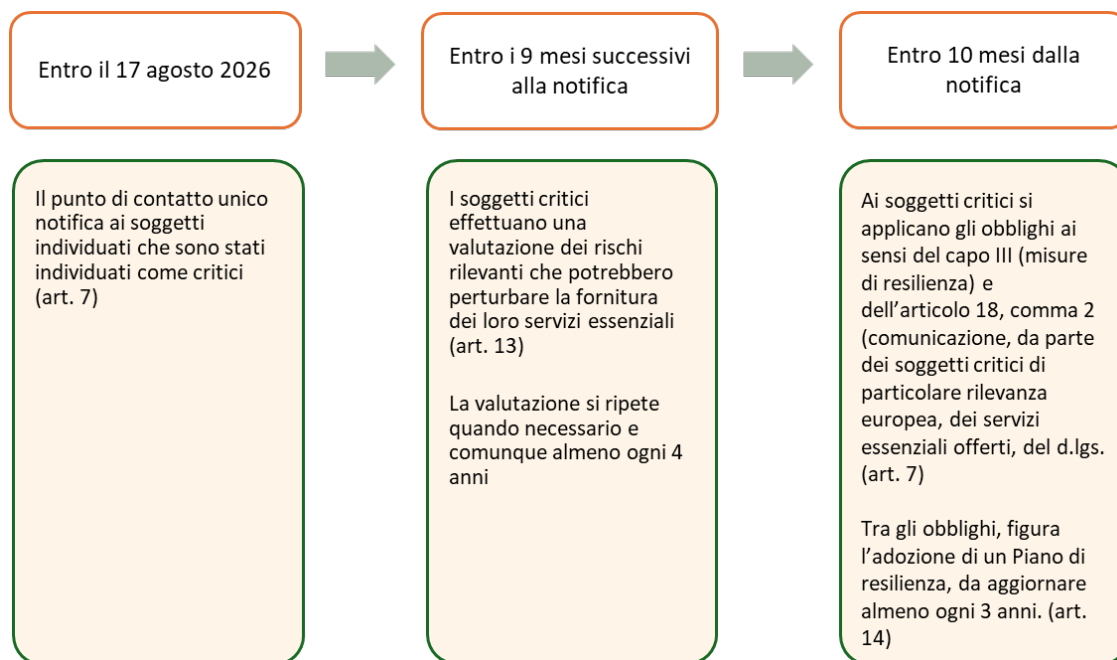 Entro il 17 agosto 2026
Entro i 9 mesi successivi
alla notifica
Entro 10 mesi dalla
notifica
Il punto di contatto unico
notifica ai soggetti
individuati che sono stati
individuati come critici
(art. 7)
I soggetti critici
effettuano una
valutazione dei rischi
rilevanti che potrebbero
perturbare la fornitura
dei loro servizi essenziali
(art. 13)
La valutazione si ripete
quando necessario e
comunque almeno ogni 4
anni
Ai soggetti critici si
applicano gli obblighi ai
sensi del capo III (misure
di resilienza) e
dell’articolo 18, comma 2
(comunicazione, da parte
dei soggetti critici di
particolare rilevanza
europea, dei servizi
essenziali offerti, del d.lgs.
(art. 7)
Tra gli obblighi, figura
l’adozione di un Piano di
resilienza, da aggiornare
almeno ogni 3 anni. (art.
14)